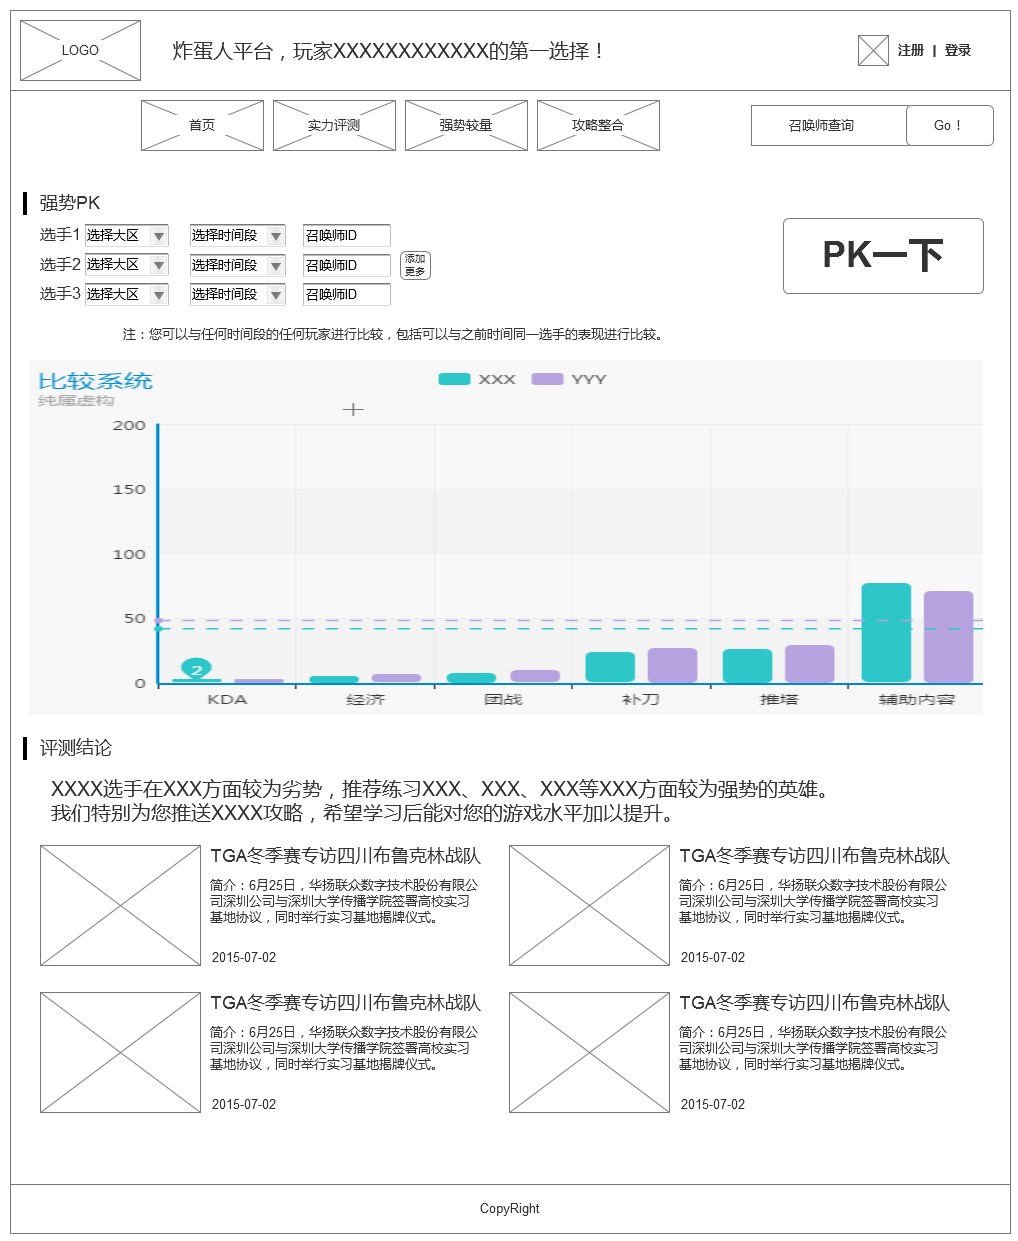 LOGO
炸蛋人平台，玩家XXXXXXXXXXXX的第一选择！
注册 | 登录
首页
实力评测
强势较量
攻略整合
召唤师查询
Go！
强势PK
选手1 选择大区 选择时间段 召唤师ID
选手2 选择大区 选择时间段 召唤师ID
添加
更多
选手3 选择大区 选择时间段 召唤师ID
PK一下
注：您可以与任何时间段的任何玩家进行比较，包括可以与之前时间同一选手的表现进行比较。
比较系统
纯属虚构
XXX YYY
200
150
100
50
0
2
KDA 经济 团战 补刀 推塔 辅助内容
评测结论
XXXX选手在XXX方面较为劣势，推荐练习XXX、XXX、XXX等XXX方面较为强势的英雄。
我们特别为您推送XXXX攻略，希望学习后能对您的游戏水平加以提升。
TGA冬季赛专访四川布鲁克林战队
简介：6月25日，华扬联众数字技术股份有限公
司深圳公司与深圳大学传播学院签署高校实习
基地协议，同时举行实习基地揭牌仪式。
2015-07-02
TGA冬季赛专访四川布鲁克林战队
简介：6月25日，华扬联众数字技术股份有限公
司深圳公司与深圳大学传播学院签署高校实习
基地协议，同时举行实习基地揭牌仪式。
2015-07-02
TGA冬季赛专访四川布鲁克林战队
简介：6月25日，华扬联众数字技术股份有限公
司深圳公司与深圳大学传播学院签署高校实习
基地协议，同时举行实习基地揭牌仪式。
2015-07-02
TGA冬季赛专访四川布鲁克林战队
简介：6月25日，华扬联众数字技术股份有限公
司深圳公司与深圳大学传播学院签署高校实习
基地协议，同时举行实习基地揭牌仪式。
2015-07-02
CopyRight